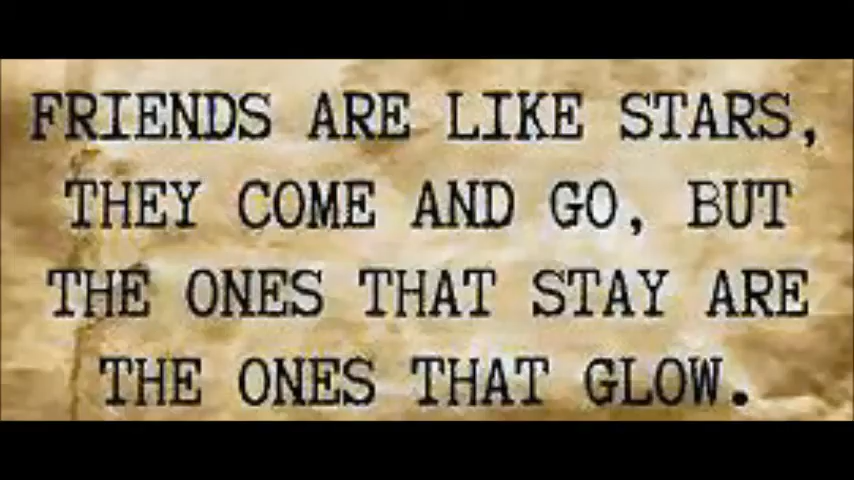 FRIENDS ARE LIKE STARS,
THEY COME AND GO, BUT
THE ONES THAT STAY ARE
THE ONES THAT GLOW.